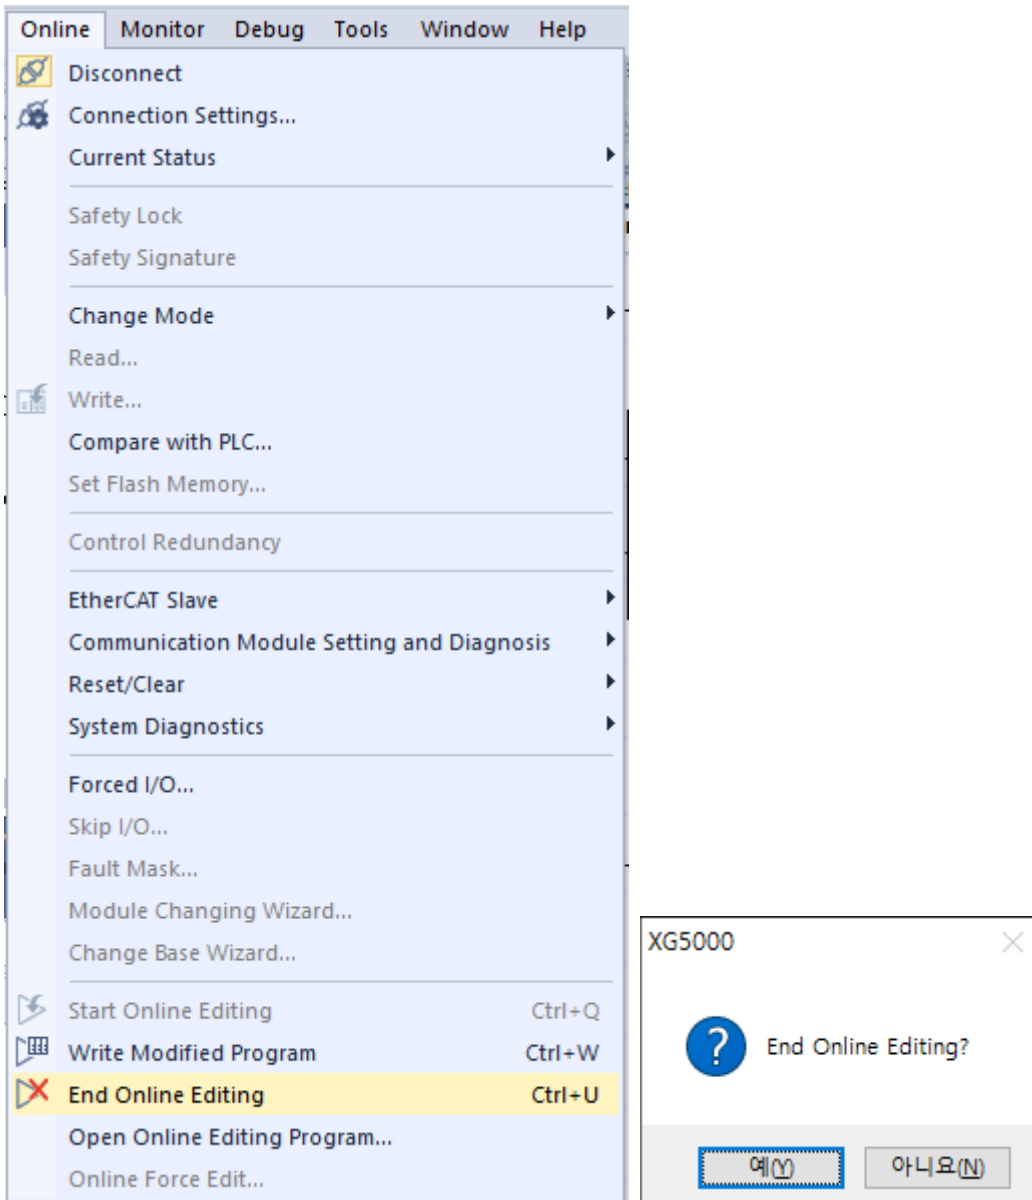 Online Monitor Debug Tools Window Help
Disconnect
Connection Settings...
Current Status
Safety Lock
Safety Signature
Change Mode
Read...
Write...
Compare with PLC...
Set Flash Memory...
Control Redundancy
EtherCAT Slave
Communication Module Setting and Diagnosis
Reset/Clear
System Diagnostics
Forced I/O...
Skip I/O...
Fault Mask...
Module Changing Wizard...
Change Base Wizard...
Start Online Editing Ctrl+Q
Write Modified Program Ctrl+W
End Online Editing Ctrl+U
Open Online Editing Program...
Online Force Edit...
XG5000
End Online Editing?
예(Y) 아니요(N)